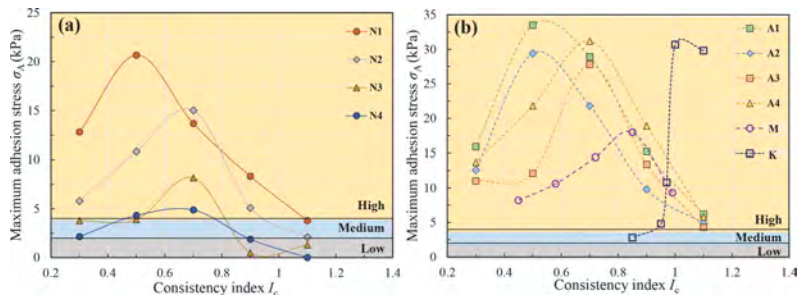 (a)
Maximum adhesion stress σA (kPa)
25
20
15
10
5
0
0.2 0.4 0.6 0.8 1 1.2 1.4
Consistency index Ic
N1
N2
N3
N4
High
Medium
Low
(b)
Maximum adhesion stress σA (kPa)
35
30
25
20
15
10
5
0
0.2 0.4 0.6 0.8 1 1.2 1.4
Consistency index Ic
A1
A2
A3
A4
M
K
High
Medium
Low